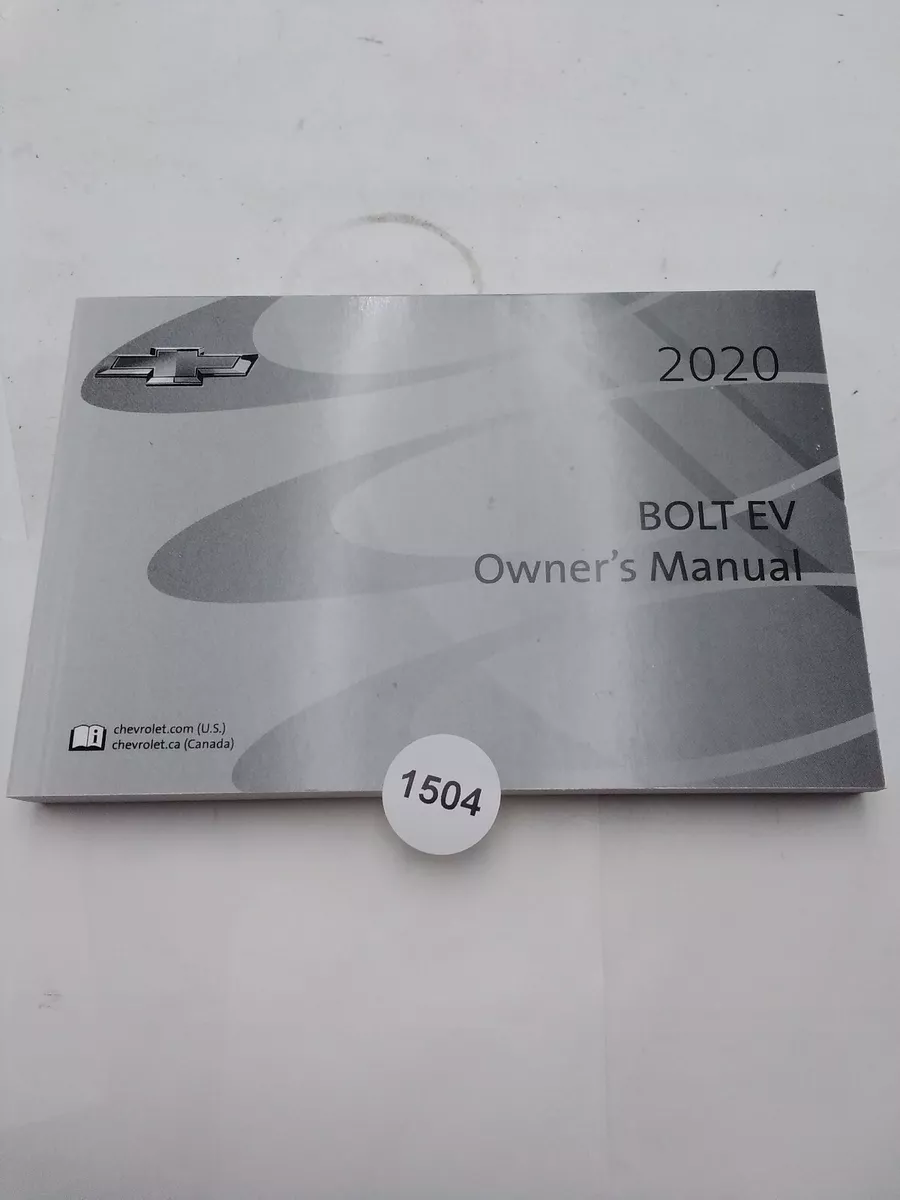 2020
BOLT EV
Owner's Manual
chevrolet.com (U.S.)
chevrolet.ca (Canada)
1504